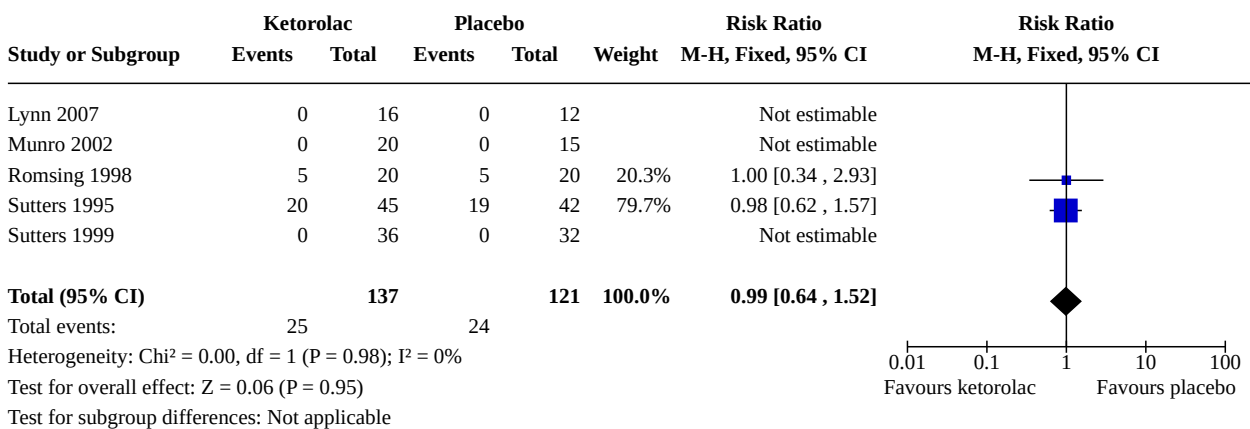 Ketorolac Placebo Risk Ratio Risk Ratio
Study or Subgroup Events Total Events Total Weight M-H, Fixed, 95% CI M-H, Fixed, 95% CI
Lynn 2007 0 16 0 12 Not estimable
Munro 2002 0 20 0 15 Not estimable
Romsing 1998 5 20 5 20 20.3% 1.00 [0.34 , 2.93]
Sutters 1995 20 45 19 42 79.7% 0.98 [0.62 , 1.57]
Sutters 1999 0 36 0 32 Not estimable
Total (95% CI) 137 121 100.0% 0.99 [0.64 , 1.52]
Total events: 25 24
Heterogeneity: Chi² = 0.00, df = 1 (P = 0.98); I² = 0%
0.01 0.1 1 10 100
Test for overall effect: Z = 0.06 (P = 0.95)
Favours ketorolac Favours placebo
Test for subgroup differences: Not applicable